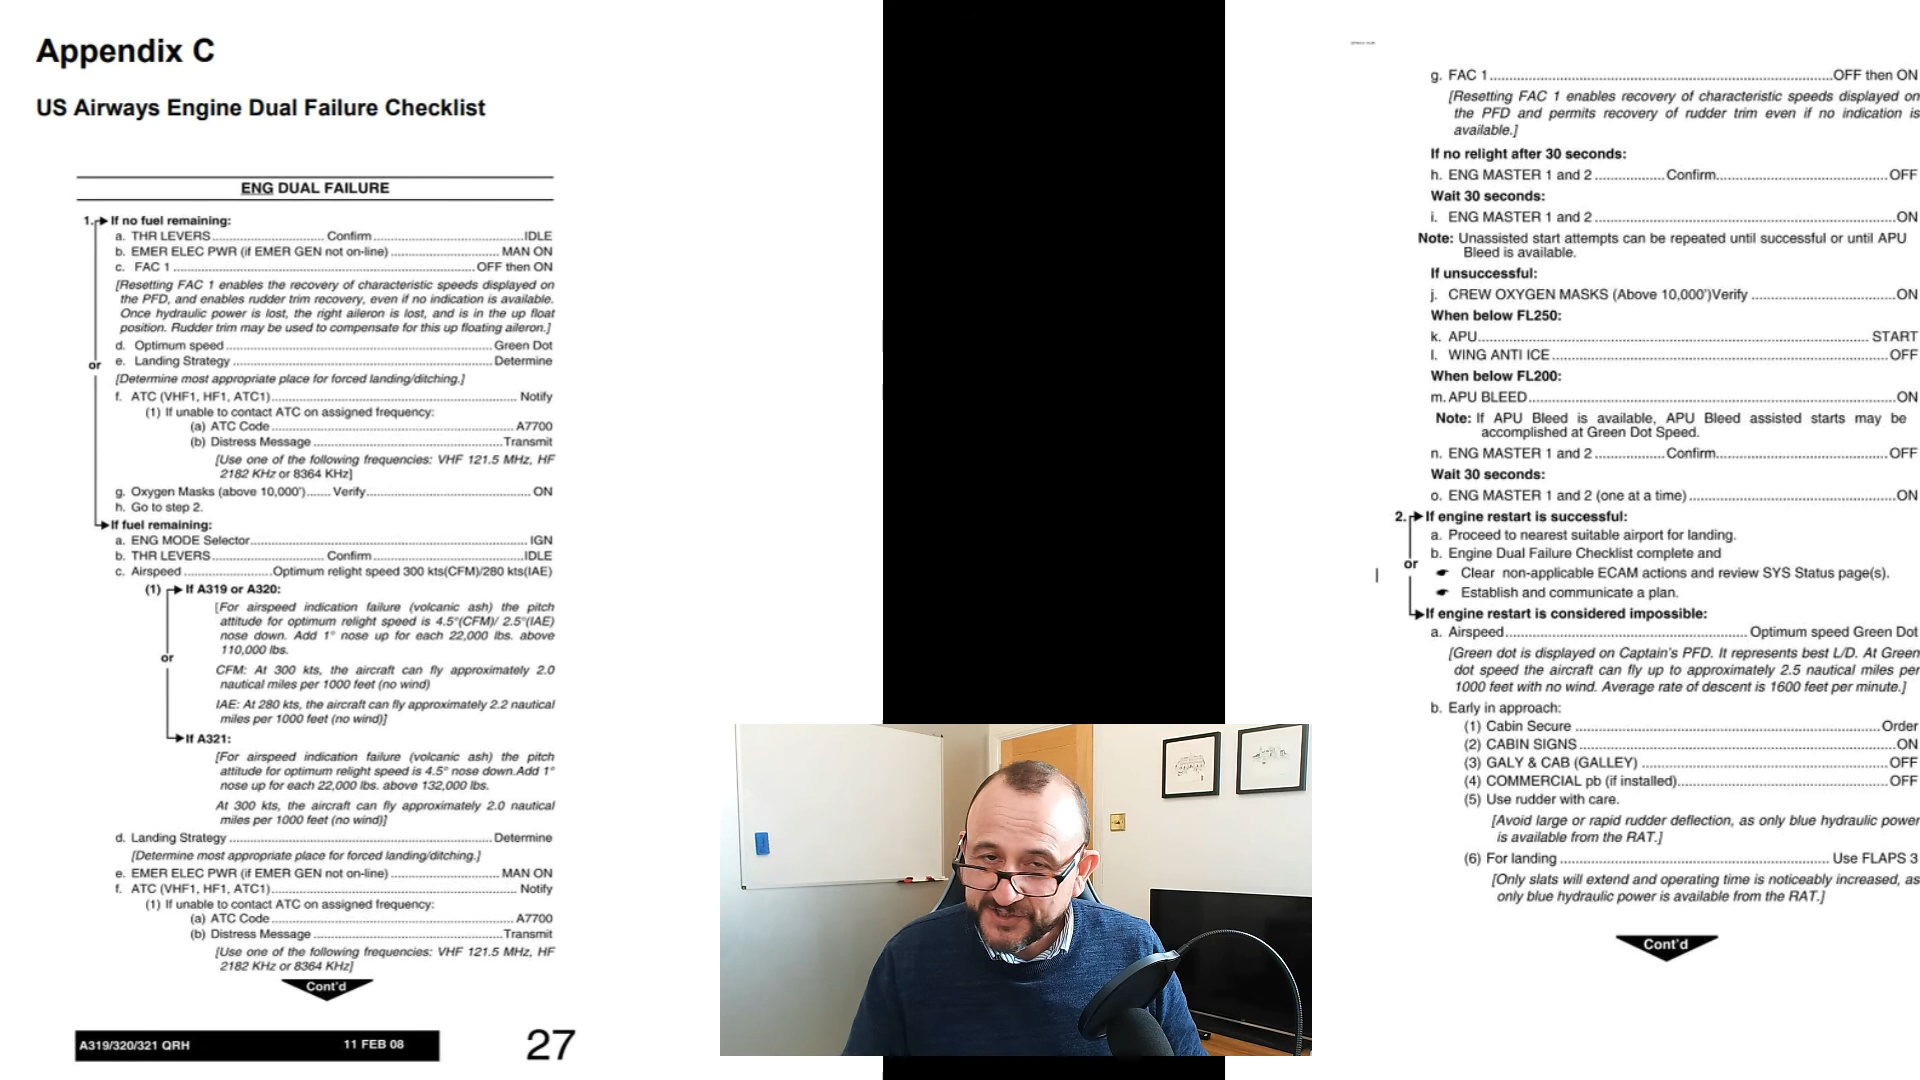 Appendix C
US Airways Engine Dual Failure Checklist
ENG DUAL FAILURE
1. If no fuel remaining:
a. THR LEVERS Confirm IDLE
b. EMER ELEC PWR (if EMER GEN not on-line) MAN ON
c. FAC 1 OFF then ON
[Resetting FAC 1 enables the recovery of characteristic speeds displayed on
the PFD, and enables rudder trim recovery, even if no indication is available.
Once hydraulic power is lost, the right aileron is lost, and is in the up float
position. Rudder trim may be used to compensate for this up floating aileron.]
d. Optimum speed Green Dot
or
e. Landing Strategy Determine
[Determine most appropriate place for forced landing/ditching.]
f. ATC (VHF1, HF1, ATC1) Notify
(1) If unable to contact ATC on assigned frequency:
(a) ATC Code A7700
(b) Distress Message Transmit
[Use one of the following frequencies: VHF 121.5 MHz, HF
2182 KHz or 8364 KHz]
g. Oxygen Masks (above 10,000') Verify ON
h. Go to step 2.
If fuel remaining:
a. ENG MODE Selector IGN
b. THR LEVERS Confirm IDLE
c. Airspeed Optimum relight speed 300 kts(CFM)/280 kts(IAE)
(1) If A319 or A320:
[For airspeed indication failure (volcanic ash) the pitch
attitude for optimum relight speed is 4.5°(CFM)/ 2.5°(IAE)
nose down. Add 1° nose up for each 22,000 lbs. above
110,000 lbs.
or
CFM: At 300 kts, the aircraft can fly approximately 2.0
nautical miles per 1000 feet (no wind)
IAE: At 280 kts, the aircraft can fly approximately 2.2 nautical
miles per 1000 feet (no wind)]
If A321:
[For airspeed indication failure (volcanic ash) the pitch
attitude for optimum relight speed is 4.5° nose down.Add 1°
nose up for each 22,000 lbs. above 132,000 lbs.
At 300 kts, the aircraft can fly approximately 2.0 nautical
miles per 1000 feet (no wind)]
d. Landing Strategy Determine
[Determine most appropriate place for forced landing/ditching.]
e. EMER ELEC PWR (if EMER GEN not on-line) MAN ON
f. ATC (VHF1, HF1, ATC1) Notify
(1) If unable to contact ATC on assigned frequency:
(a) ATC Code A7700
(b) Distress Message Transmit
[Use one of the following frequencies: VHF 121.5 MHz, HF
2182 KHz or 8364 KHz]
Cont'd
A319/320/321 QRH 11 FEB 08
27
g. FAC 1 OFF then ON
[Resetting FAC 1 enables recovery of characteristic speeds displayed on
the PFD and permits recovery of rudder trim even if no indication is
available.]
If no relight after 30 seconds:
h. ENG MASTER 1 and 2 Confirm OFF
Wait 30 seconds:
i. ENG MASTER 1 and 2 ON
Note: Unassisted start attempts can be repeated until successful or until APU
Bleed is available.
If unsuccessful:
j. CREW OXYGEN MASKS (Above 10,000')Verify ON
When below FL250:
k. APU START
l. WING ANTI ICE OFF
When below FL200:
m. APU BLEED ON
Note: If APU Bleed is available, APU Bleed assisted starts may be
accomplished at Green Dot Speed.
n. ENG MASTER 1 and 2 Confirm OFF
Wait 30 seconds:
o. ENG MASTER 1 and 2 (one at a time) ON
2. If engine restart is successful:
a. Proceed to nearest suitable airport for landing.
b. Engine Dual Failure Checklist complete and
or
Clear non-applicable ECAM actions and review SYS Status page(s).
Establish and communicate a plan.
If engine restart is considered impossible:
a. Airspeed Optimum speed Green Dot
[Green dot is displayed on Captain's PFD. It represents best L/D. At Green
dot speed the aircraft can fly up to approximately 2.5 nautical miles per
1000 feet with no wind. Average rate of descent is 1600 feet per minute.]
b. Early in approach:
(1) Cabin Secure Order
(2) CABIN SIGNS ON
(3) GALY & CAB (GALLEY) OFF
(4) COMMERCIAL pb (if installed) OFF
(5) Use rudder with care.
[Avoid large or rapid rudder deflection, as only blue hydraulic power
is available from the RAT.]
(6) For landing Use FLAPS 3
[Only slats will extend and operating time is noticeably increased, as
only blue hydraulic power is available from the RAT.]
Cont'd